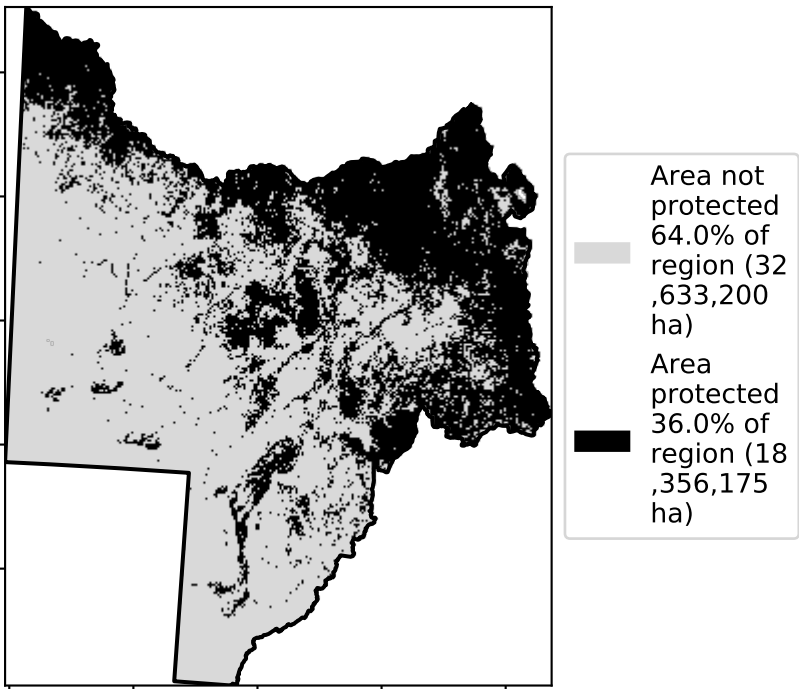 Area not
protected
64.0% of
region (32
,633,200
ha)
Area
protected
36.0% of
region (18
,356,175
ha)